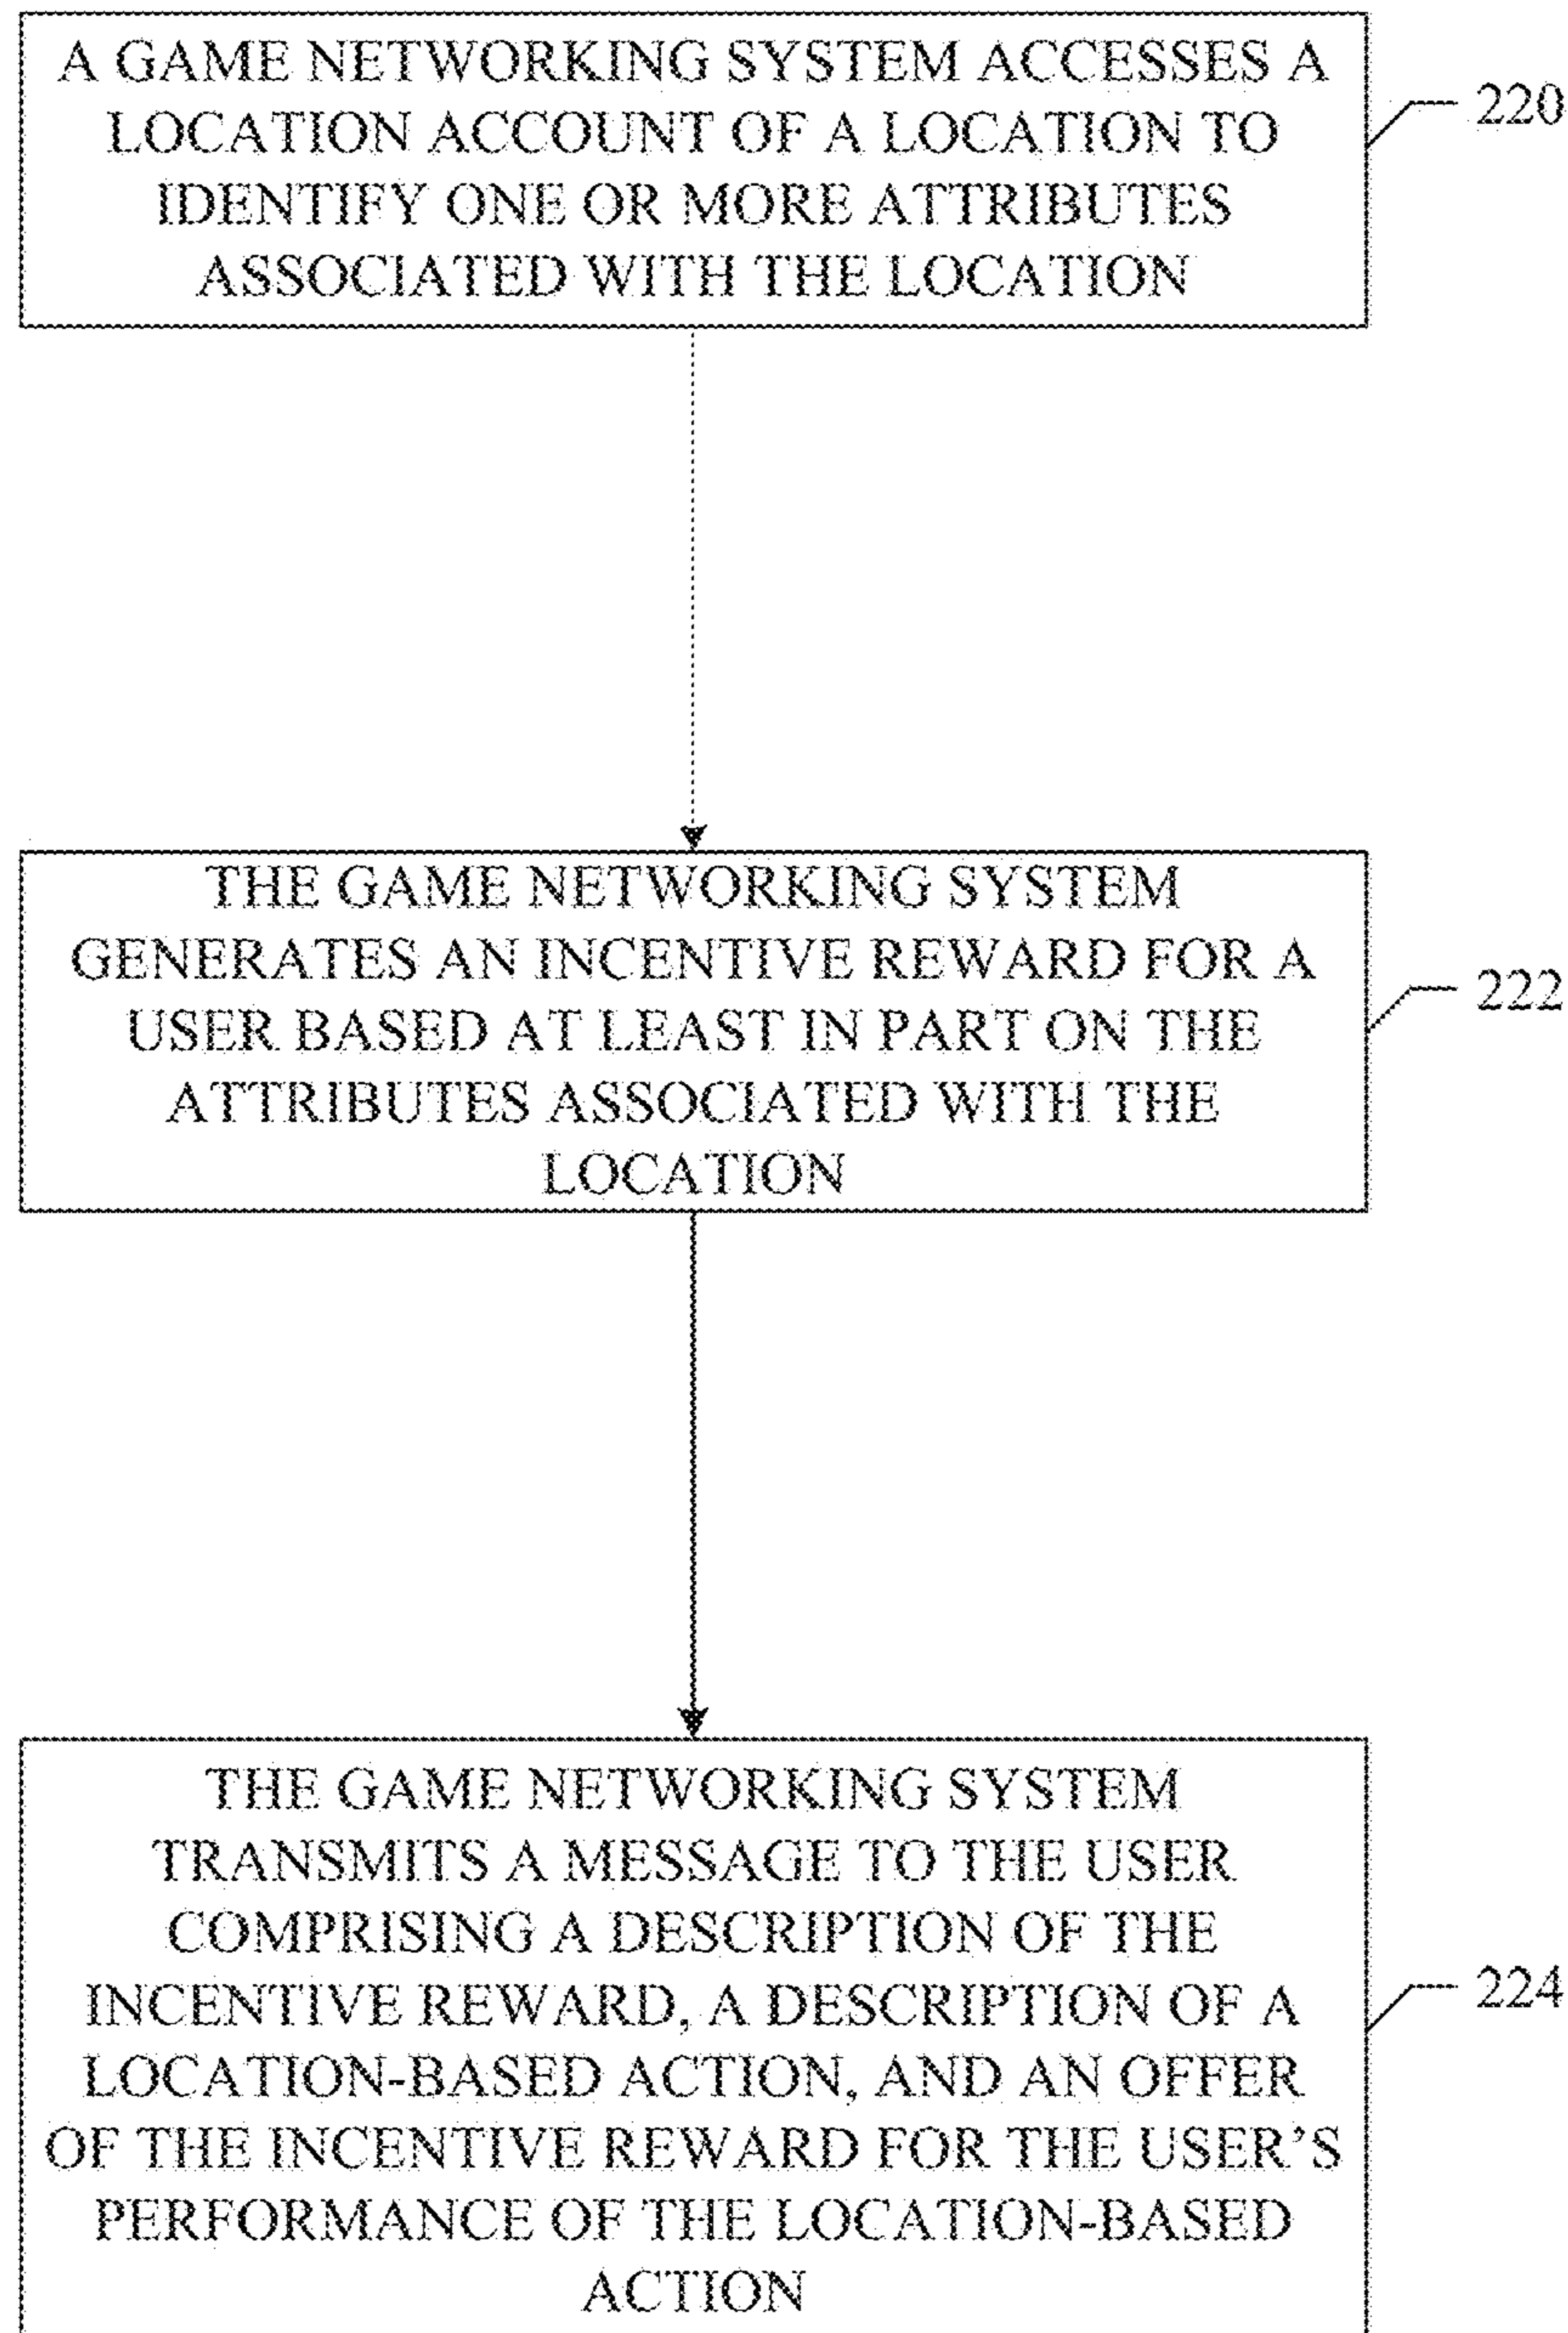 A GAME NETWORKING SYSTEM ACCESSES A
LOCATION ACCOUNT OF A LOCATION TO
IDENTIFY ONE OR MORE ATTRIBUTES
ASSOCIATED WITH THE LOCATION
220
THE GAME NETWORKING SYSTEM
GENERATES AN INCENTIVE REWARD FOR A
USER BASED AT LEAST IN PART ON THE
ATTRIBUTES ASSOCIATED WITH THE
LOCATION
222
THE GAME NETWORKING SYSTEM
TRANSMITS A MESSAGE TO THE USER
COMPRISING A DESCRIPTION OF THE
INCENTIVE REWARD, A DESCRIPTION OF A
LOCATION-BASED ACTION, AND AN OFFER
OF THE INCENTIVE REWARD FOR THE USER’S
PERFORMANCE OF THE LOCATION-BASED
ACTION
224